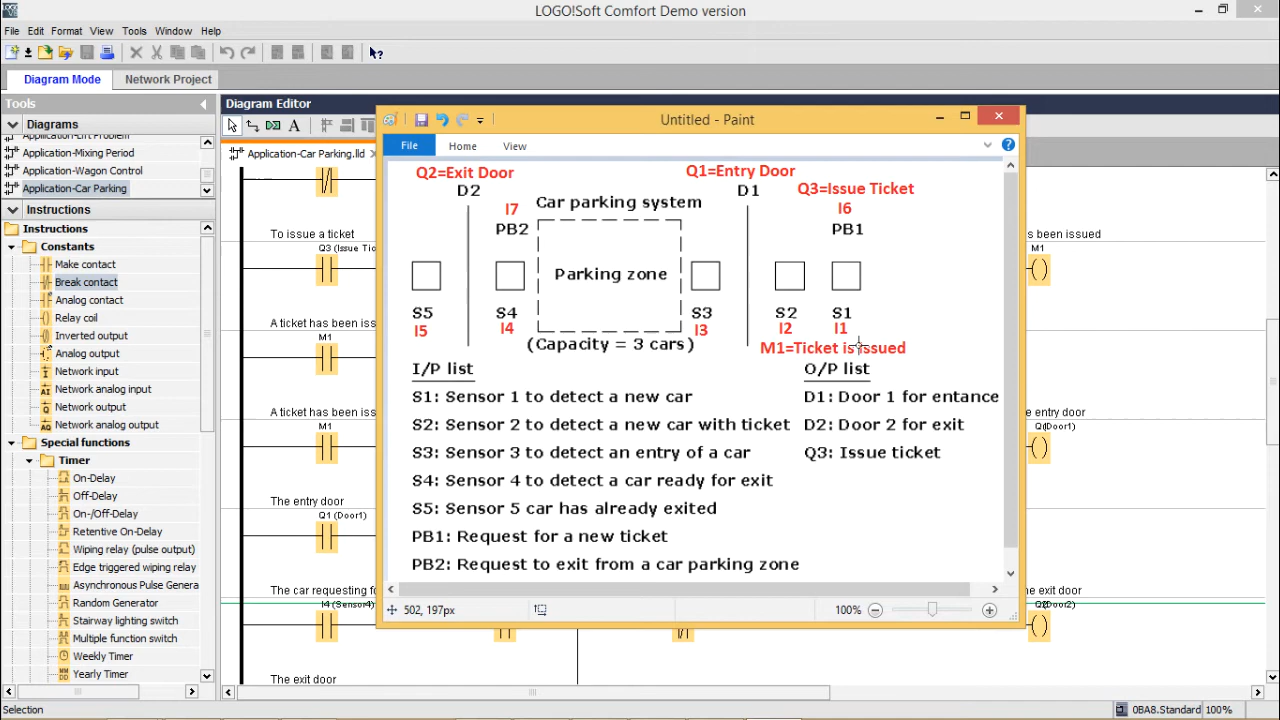 LOGO!Soft Comfort Demo version
File Edit Format View Tools Window Help
Diagram Mode Network Project
Tools
Diagrams
Application-Lift Problem
Application-Mixing Period
Application-Wagon Control
Application-Car Parking
Instructions
Instructions
Constants
Make contact
Break contact
Analog contact
Relay coil
Inverted output
Analog output
Network input
Network analog input
Network output
Network analog output
Special functions
Timer
On-Delay
Off-Delay
On-/Off-Delay
Retentive On-Delay
Wiping relay (pulse output)
Edge triggered wiping relay
Asynchronous Pulse Genera
Random Generator
Stairway lighting switch
Multiple function switch
Weekly Timer
Yearly Timer
Diagram Editor
Application-Car Parking.lld
To issue a ticket
Q3 (Issue Tic
s been issued
M1
A ticket has been iss
I1
A ticket has been iss
M1
e entry door
(Door1)
The entry door
Q1 (Door1)
The car requesting fo
I4 (Sensor4)
e exit door
(Door2)
The exit door
Untitled - Paint
File Home View
Q2=Exit Door
Q1=Entry Door
D2
D1
Q3=Issue Ticket
Car parking system
I7
I6
PB2
PB1
Parking zone
S5 S4 S3 S2 S1
I5 I4 I3 I2 I1
(Capacity = 3 cars)
M1=Ticket is issued
I/P list
O/P list
S1: Sensor 1 to detect a new car
D1: Door 1 for entance
S2: Sensor 2 to detect a new car with ticket
D2: Door 2 for exit
S3: Sensor 3 to detect an entry of a car
Q3: Issue ticket
S4: Sensor 4 to detect a car ready for exit
S5: Sensor 5 car has already exited
PB1: Request for a new ticket
PB2: Request to exit from a car parking zone
502, 197px
100%
Selection
0BA8.Standard 100%